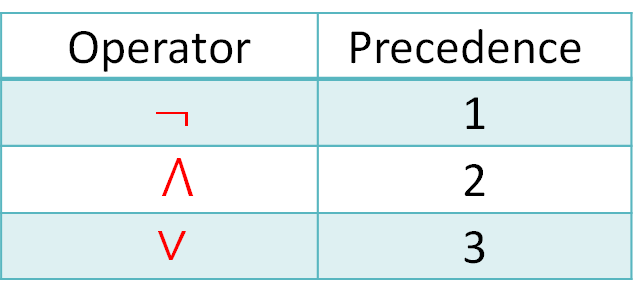 Operator Precedence
¬ 1
∧ 2
∨ 3